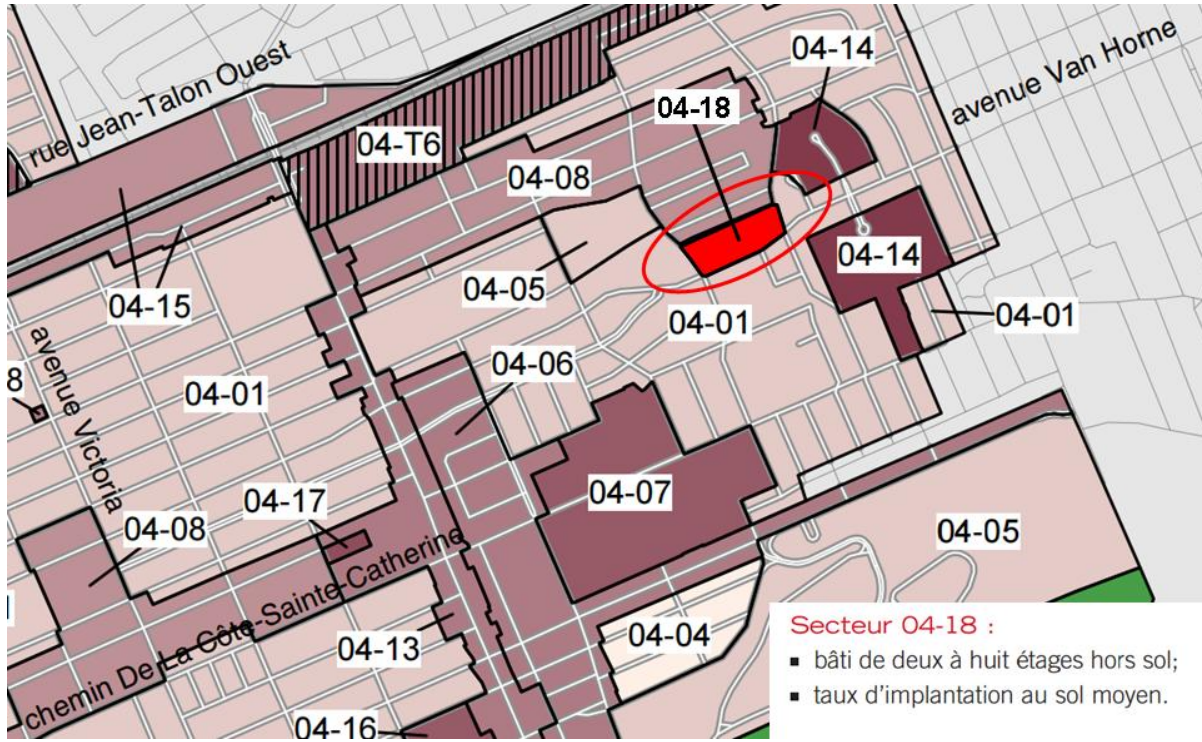 rue Jean-Talon Ouest
04-14
avenue Van Horne
04-18
04-T6
04-08
04-14
04-05
04-15
04-01
04-01
04-06
8
avenue Victoria
04-01
04-07
04-17
04-08
04-05
chemin De La Côte-Sainte-Catherine
04-04
04-13
04-16
Secteur 04-18 :
▪ bâti de deux à huit étages hors sol;
▪ taux d'implantation au sol moyen.